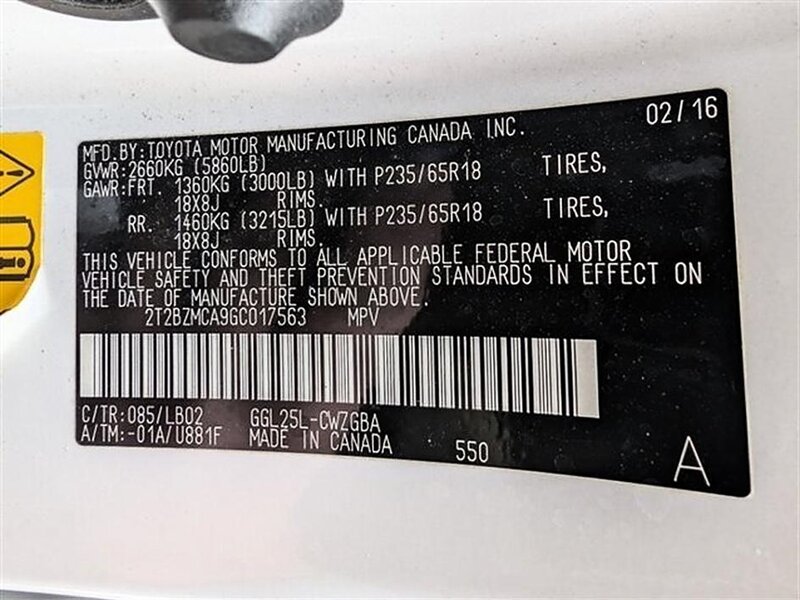 02/16
MFD.BY:TOYOTA MOTOR MANUFACTURING CANADA INC.
GVWR:2660KG (5860LB)
GAWR:FRT. 1360KG (3000LB) WITH P235/65R18 TIRES,
18X8J RIMS.
RR. 1460KG (3215LB) WITH P235/65R18 TIRES,
18X8J RIMS.
THIS VEHICLE CONFORMS TO ALL APPLICABLE FEDERAL MOTOR
VEHICLE SAFETY AND THEFT PREVENTION STANDARDS IN EFFECT ON
THE DATE OF MANUFACTURE SHOWN ABOVE.
2T2BZMCA9GC017563 MPV
C/TR:085/LB02 GGL25L-CWZGBA
A/TM:-01A/U881F MADE IN CANADA 550 A